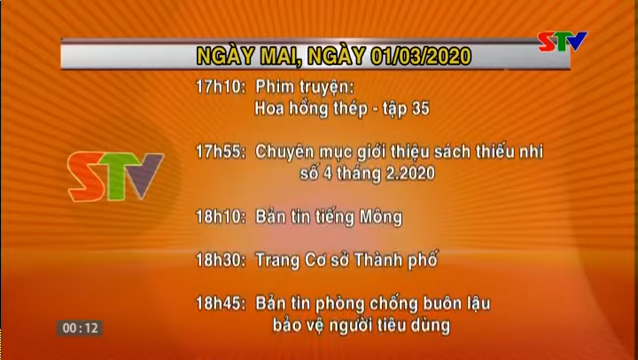 STV
NGÀY MAI, NGÀY 01/03/2020
17h10: Phim truyện:
Hoa hồng thép - tập 35
17h55: Chuyên mục giới thiệu sách thiếu nhi
số 4 tháng 2.2020
STV
18h10: Bản tin tiếng Mông
18h30: Trang Cơ sở Thành phố
18h45: Bản tin phòng chống buôn lậu
bảo vệ người tiêu dùng
00:12